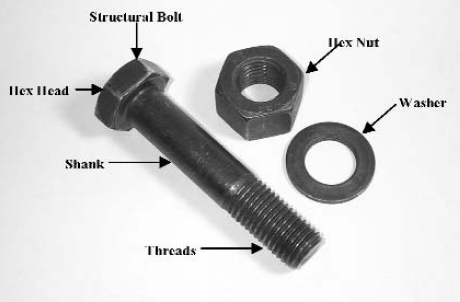 Structural Bolt
Hex Nut
Hex Head
Washer
Shank
Threads